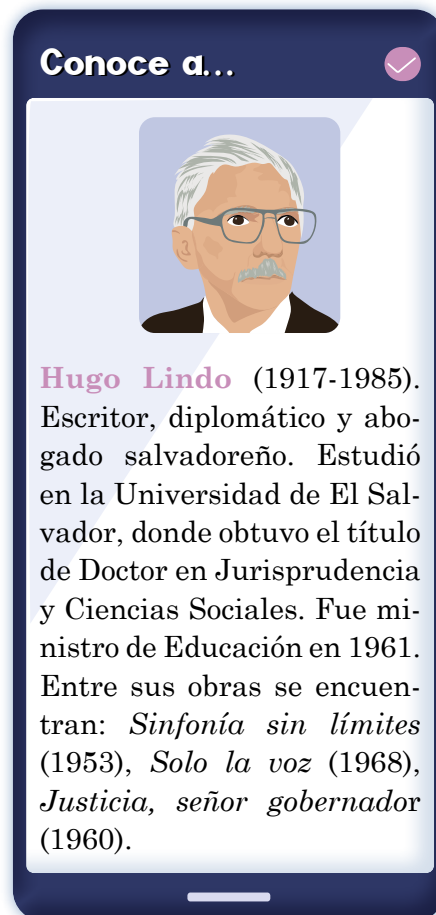 Conoce a...
Hugo Lindo (1917-1985).
Escritor, diplomático y abo-
gado salvadoreño. Estudió
en la Universidad de El Sal-
vador, donde obtuvo el título
de Doctor en Jurisprudencia
y Ciencias Sociales. Fue mi-
nistro de Educación en 1961.
Entre sus obras se encuen-
tran: Sinfonía sin límites
(1953), Solo la voz (1968),
Justicia, señor gobernador
(1960).